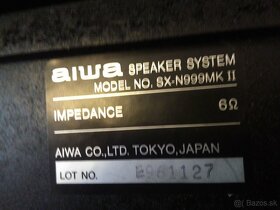 aiwa SPEAKER SYSTEM
MODEL NO. SX-N999MK II
IMPEDANCE 6Ω
AIWA CO.,LTD. TOKYO,JAPAN
LOT NO. 961127
bazos.sk